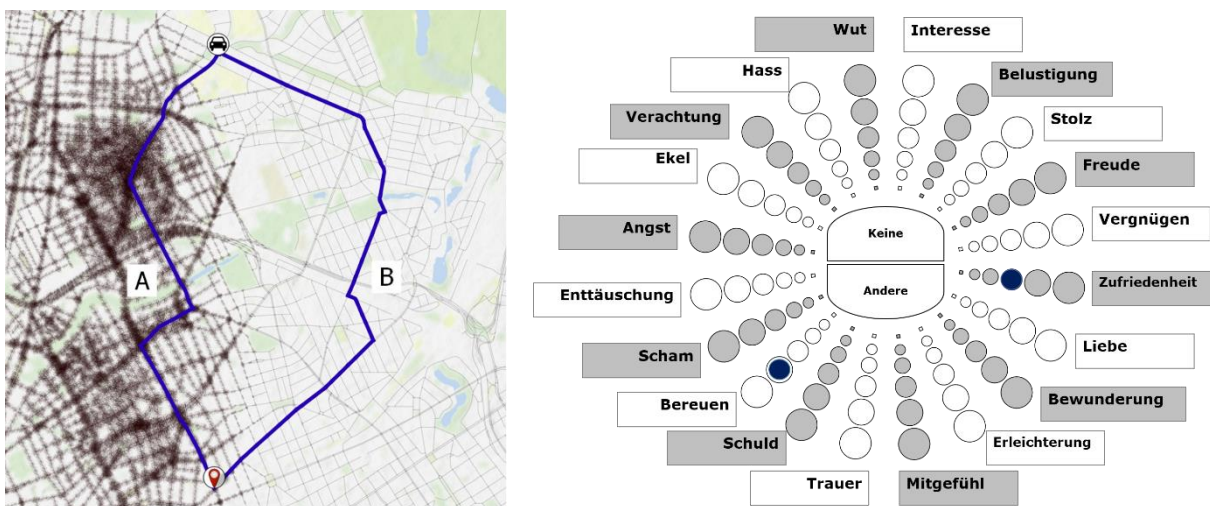 A
B
Wut
Interesse
Hass
Belustigung
Verachtung
Stolz
Ekel
Freude
Angst
Vergnügen
Keine
Andere
Enttäuschung
Zufriedenheit
Scham
Liebe
Bereuen
Bewunderung
Schuld
Erleichterung
Trauer
Mitgefühl